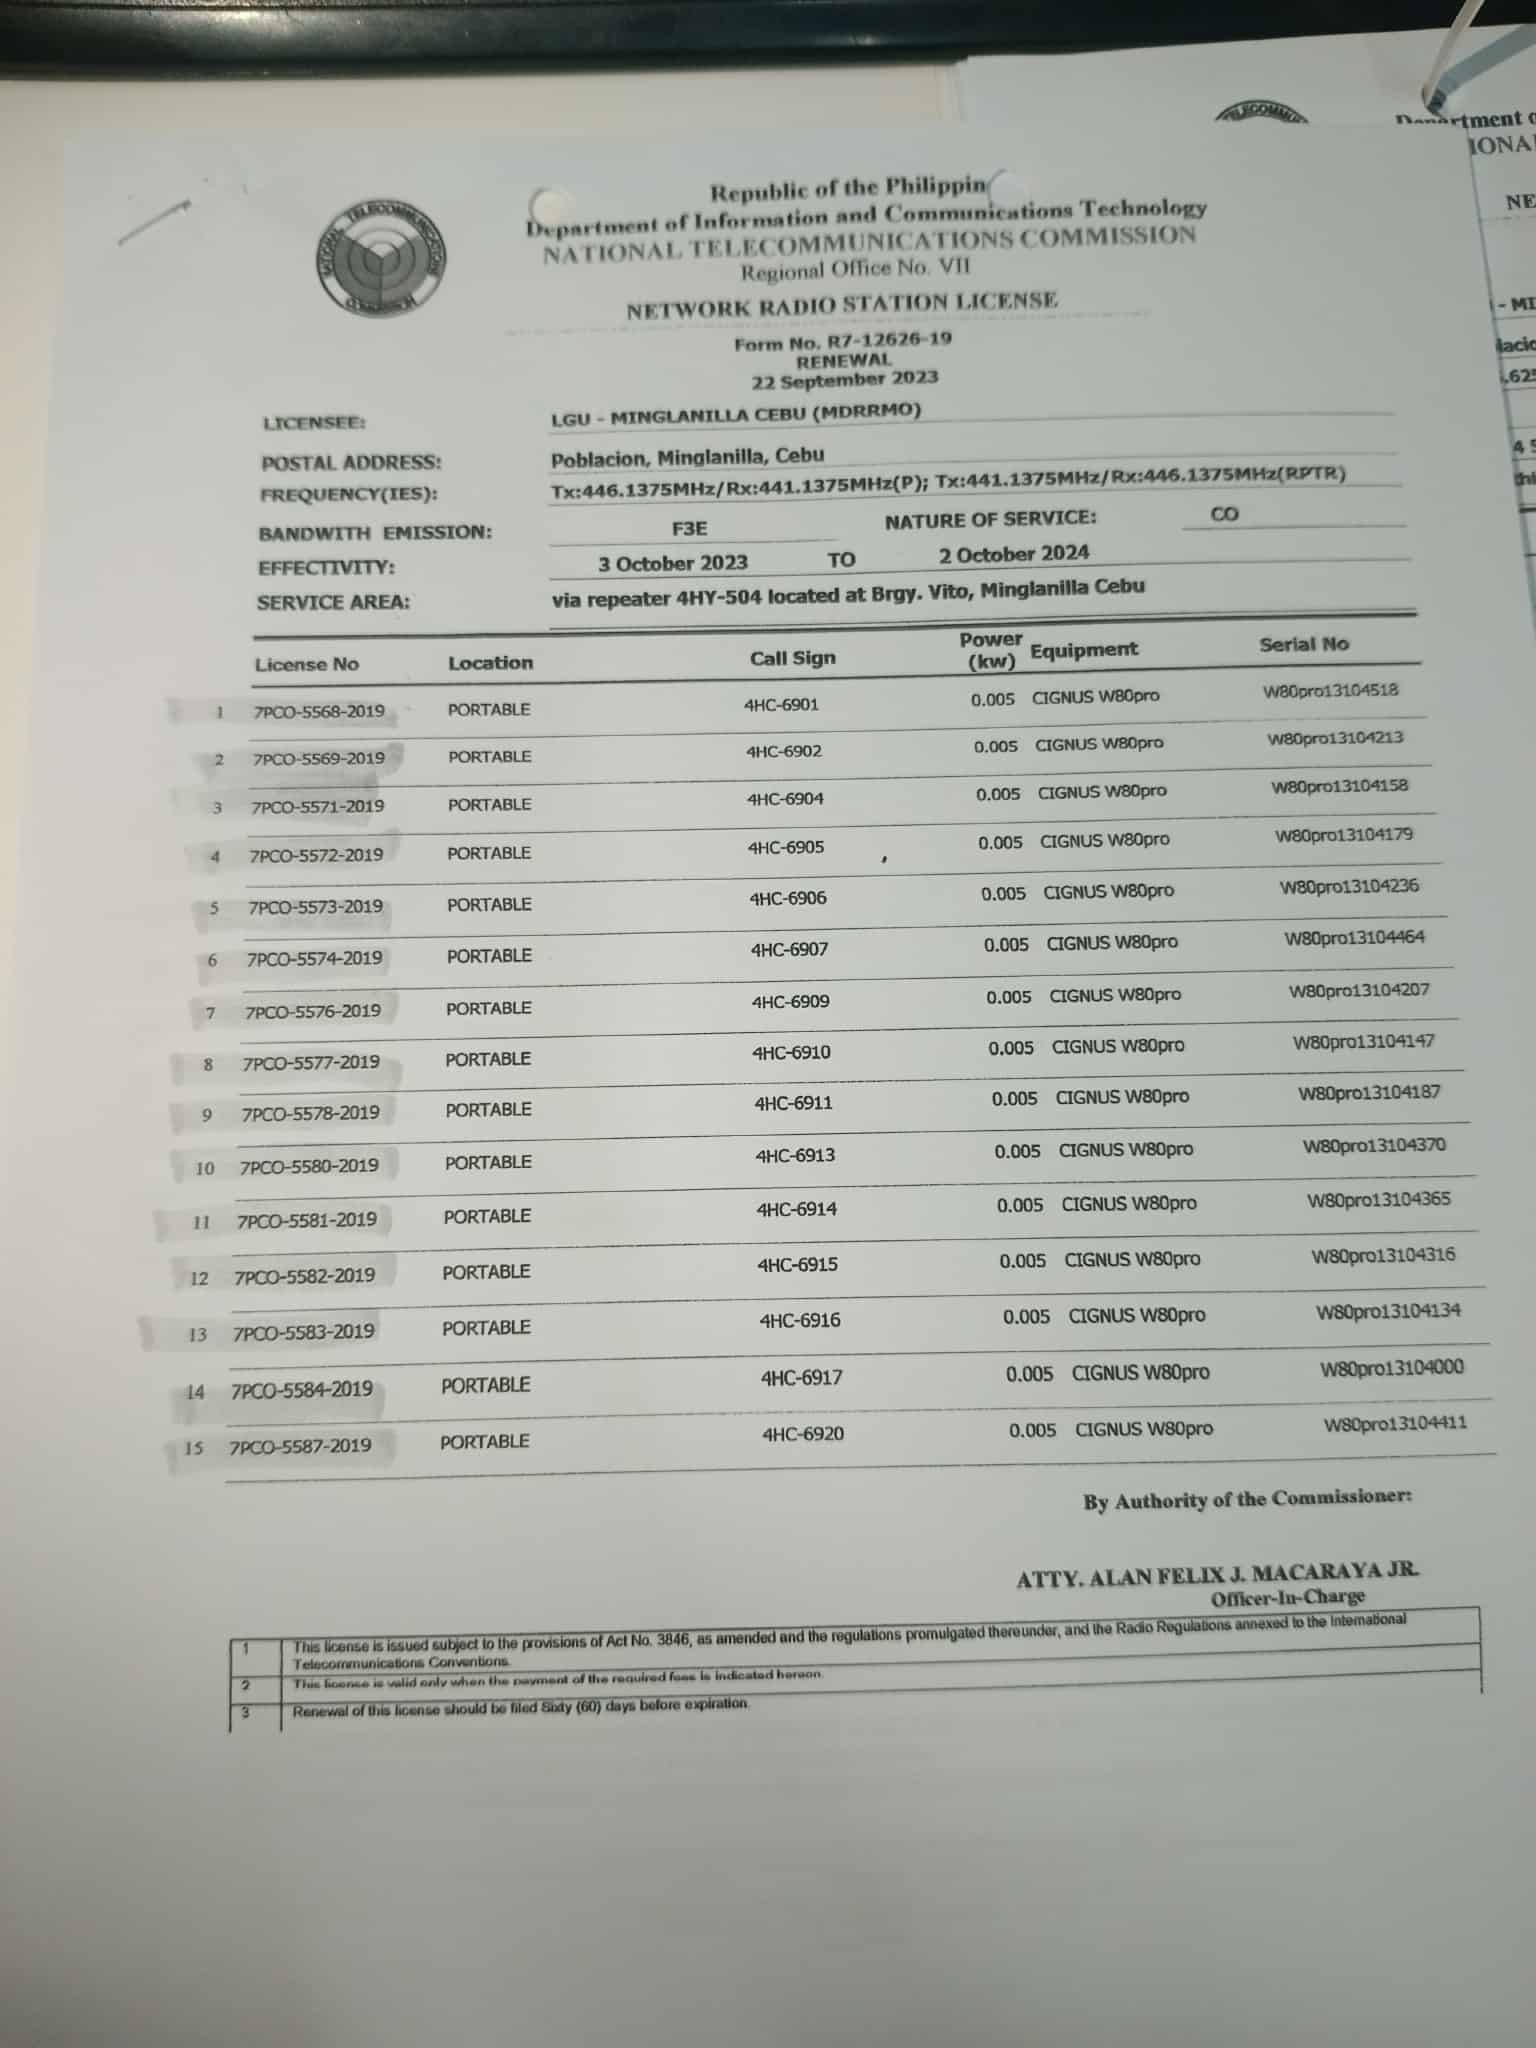 Republic of the Philippin
Department of Information and Communications Technology
NATIONAL TELECOMMUNICATIONS COMMISSION
Regional Office No. VII
NETWORK RADIO STATION LICENSE
Form No. R7-12626-19
RENEWAL
22 September 2023
NATIONAL TELECOMMUNICATIONS COMMISSION
LICENSEE: LGU - MINGLANILLA CEBU (MDRRMO)
POSTAL ADDRESS: Poblacion, Minglanilla, Cebu
FREQUENCY(IES): Tx:446.1375MHz/Rx:441.1375MHz(P); Tx:441.1375MHz/Rx:446.1375MHz(RPTR)
BANDWITH EMISSION: F3E NATURE OF SERVICE: CO
EFFECTIVITY: 3 October 2023 TO 2 October 2024
SERVICE AREA: via repeater 4HY-504 located at Brgy. Vito, Minglanilla Cebu
License No Location Call Sign Power (kw) Equipment Serial No
1 7PCO-5568-2019 PORTABLE 4HC-6901 0.005 CIGNUS W80pro W80pro13104518
2 7PCO-5569-2019 PORTABLE 4HC-6902 0.005 CIGNUS W80pro W80pro13104213
3 7PCO-5571-2019 PORTABLE 4HC-6904 0.005 CIGNUS W80pro W80pro13104158
4 7PCO-5572-2019 PORTABLE 4HC-6905 0.005 CIGNUS W80pro W80pro13104179
5 7PCO-5573-2019 PORTABLE 4HC-6906 0.005 CIGNUS W80pro W80pro13104236
6 7PCO-5574-2019 PORTABLE 4HC-6907 0.005 CIGNUS W80pro W80pro13104464
7 7PCO-5576-2019 PORTABLE 4HC-6909 0.005 CIGNUS W80pro W80pro13104207
8 7PCO-5577-2019 PORTABLE 4HC-6910 0.005 CIGNUS W80pro W80pro13104147
9 7PCO-5578-2019 PORTABLE 4HC-6911 0.005 CIGNUS W80pro W80pro13104187
10 7PCO-5580-2019 PORTABLE 4HC-6913 0.005 CIGNUS W80pro W80pro13104370
11 7PCO-5581-2019 PORTABLE 4HC-6914 0.005 CIGNUS W80pro W80pro13104365
12 7PCO-5582-2019 PORTABLE 4HC-6915 0.005 CIGNUS W80pro W80pro13104316
13 7PCO-5583-2019 PORTABLE 4HC-6916 0.005 CIGNUS W80pro W80pro13104134
14 7PCO-5584-2019 PORTABLE 4HC-6917 0.005 CIGNUS W80pro W80pro13104000
15 7PCO-5587-2019 PORTABLE 4HC-6920 0.005 CIGNUS W80pro W80pro13104411
By Authority of the Commissioner:
ATTY. ALAN FELIX J. MACARAYA JR.
Officer-In-Charge
1 This license is issued subject to the provisions of Act No. 3846, as amended and the regulations promulgated thereunder, and the Radio Regulations annexed to the International
Telecommunications Conventions.
2 This license is valid only when the payment of the required fees is indicated hereon.
3 Renewal of this license should be filed Sixty (60) days before expiration.